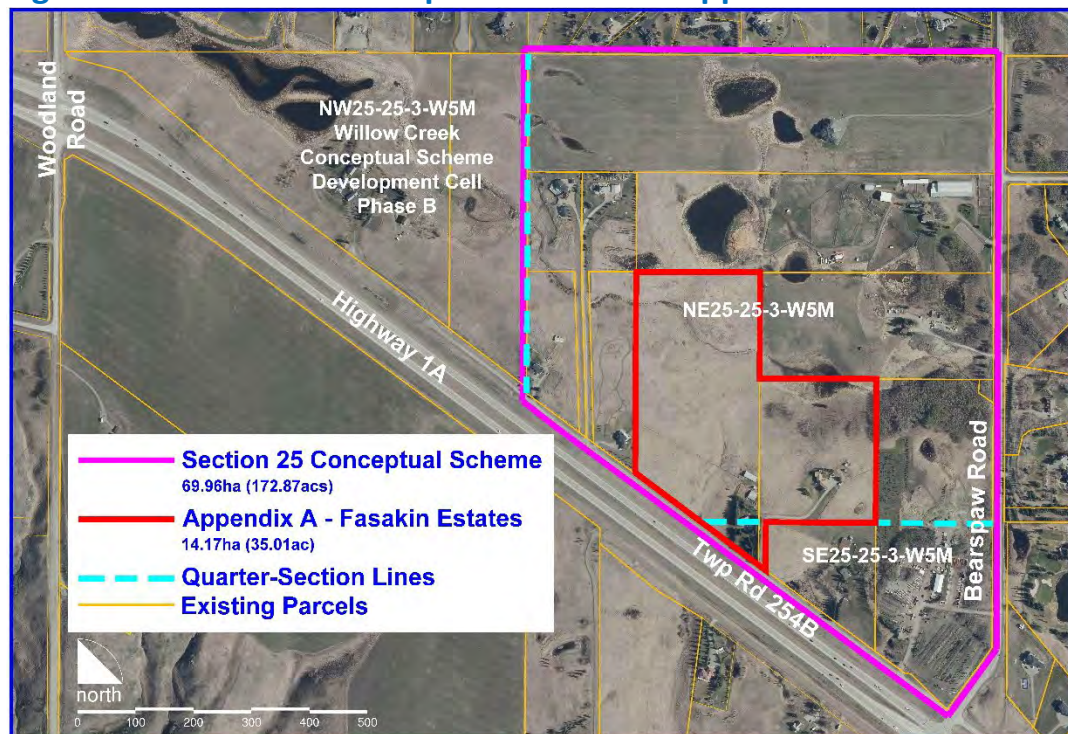 Woodland
Road
NW25-25-3-W5M
Willow Creek
Conceptual Scheme
Development Cell
Phase B
Highway 1A
NE25-25-3-W5M
Bearspaw Road
SE25-25-3-W5M
Twp Rd 254B
Section 25 Conceptual Scheme
69.96ha (172.87acs)
Appendix A - Fasakin Estates
14.17ha (35.01ac)
Quarter-Section Lines
Existing Parcels
north
0 100 200 300 400 500